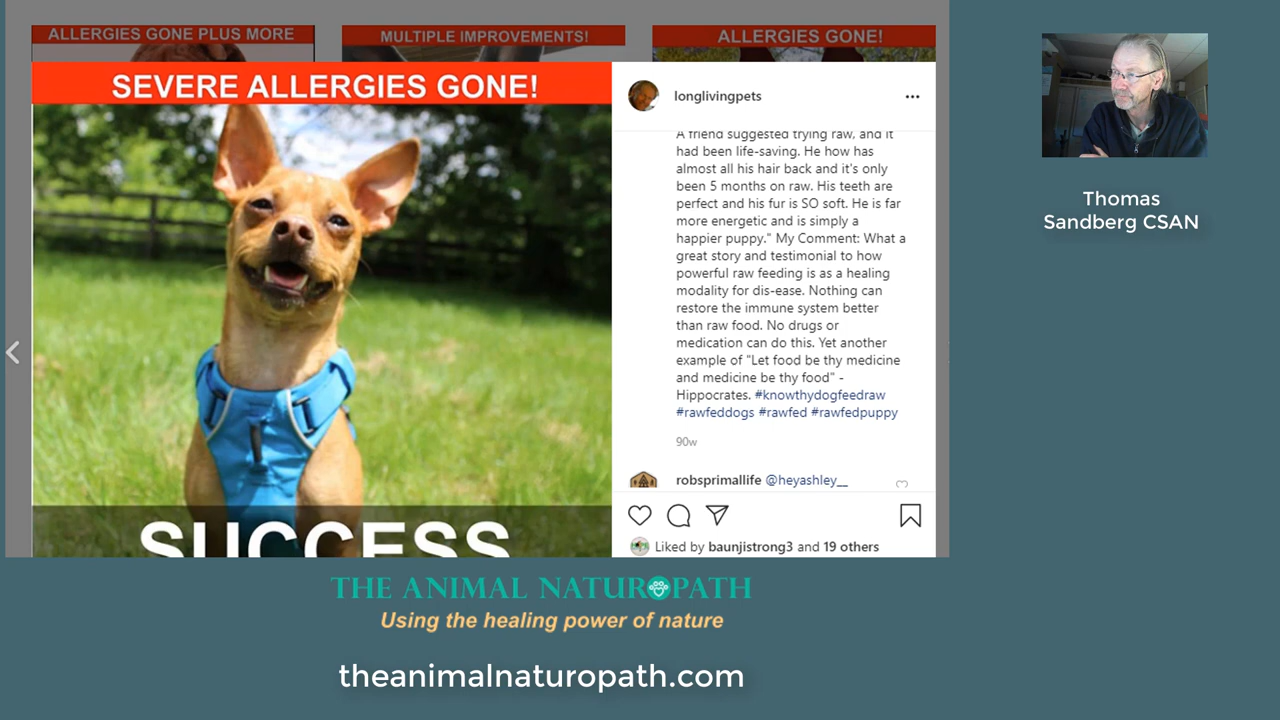 ALLERGIES GONE PLUS MORE
MULTIPLE IMPROVEMENTS!
ALLERGIES GONE!
SEVERE ALLERGIES GONE!
SUCCESS
longlivingpets
A friend suggested trying raw, and it
had been life-saving. He how has
almost all his hair back and it's only
been 5 months on raw. His teeth are
perfect and his fur is SO soft. He is far
more energetic and is simply a
happier puppy." My Comment: What a
great story and testimonial to how
powerful raw feeding is as a healing
modality for dis-ease. Nothing can
restore the immune system better
than raw food. No drugs or
medication can do this. Yet another
example of "Let food be thy medicine
and medicine be thy food" -
Hippocrates. #knowthydogfeedraw
#rawfeddogs #rawfed #rawfedpuppy
90w
robsprimallife @heyashley__
Liked by baunjistrong3 and 19 others
Thomas
Sandberg CSAN
THE ANIMAL NATUROPATH
Using the healing power of nature
theanimalnaturopath.com